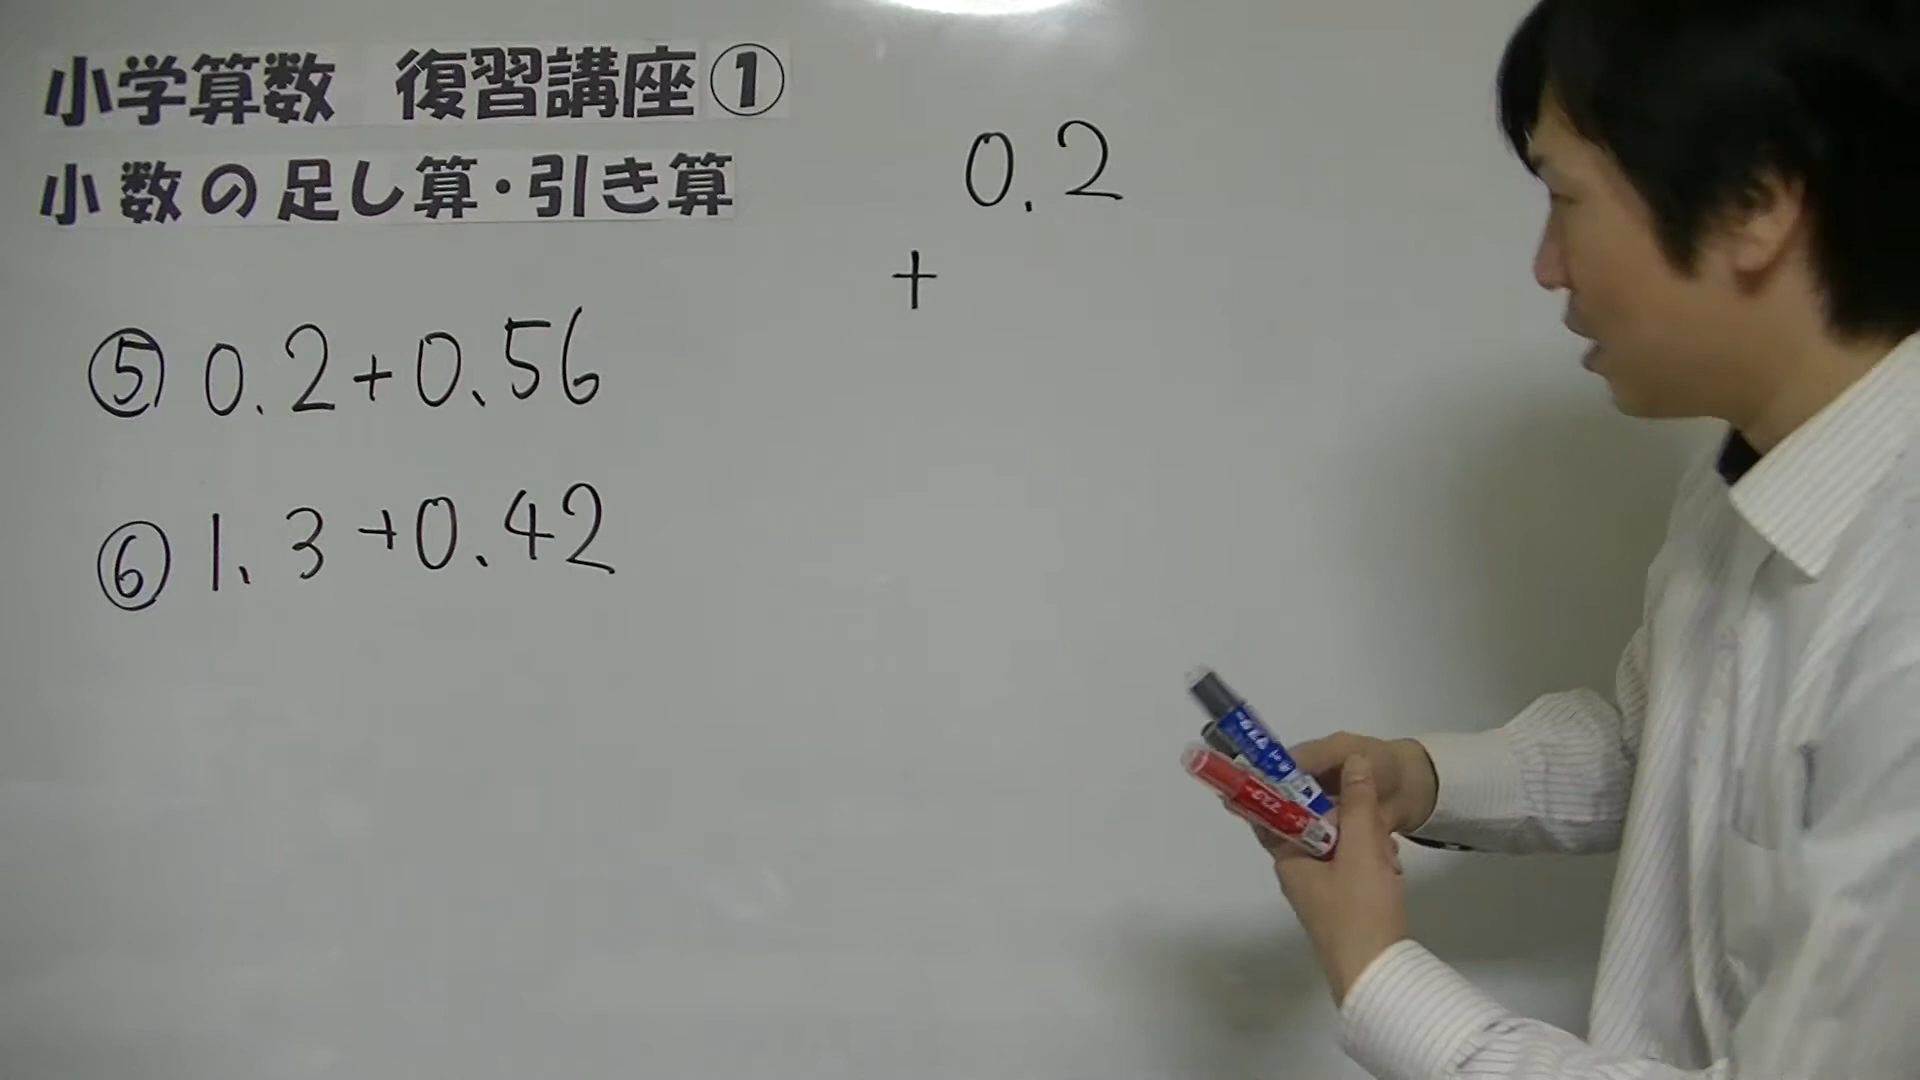 小学算数 復習講座①
小数の足し算・引き算
⑤ 0.2+0.56
⑥ 1.3+0.42
0.2
+